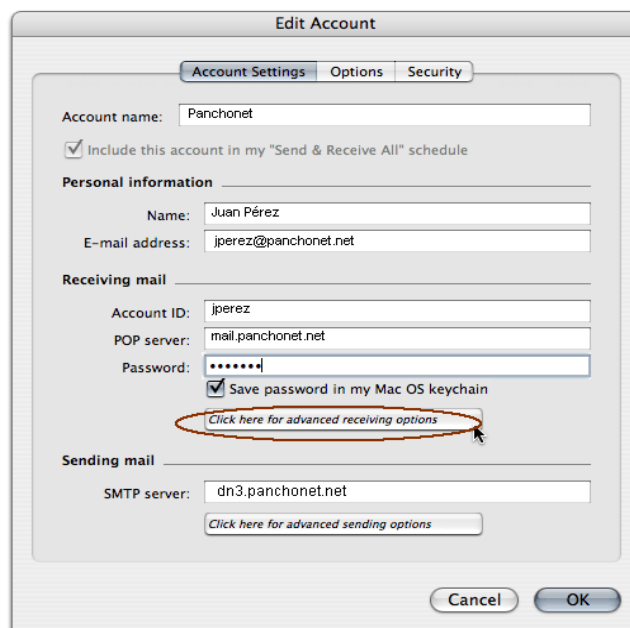 Edit Account
Account Settings Options Security
Account name: Panchonet
Include this account in my "Send & Receive All" schedule
Personal information
Name: Juan Pérez
E-mail address: jperez@panchonet.net
Receiving mail
Account ID: jperez
POP server: mail.panchonet.net
Password: •••••••
Save password in my Mac OS keychain
Click here for advanced receiving options
Sending mail
SMTP server: dn3.panchonet.net
Click here for advanced sending options
Cancel OK